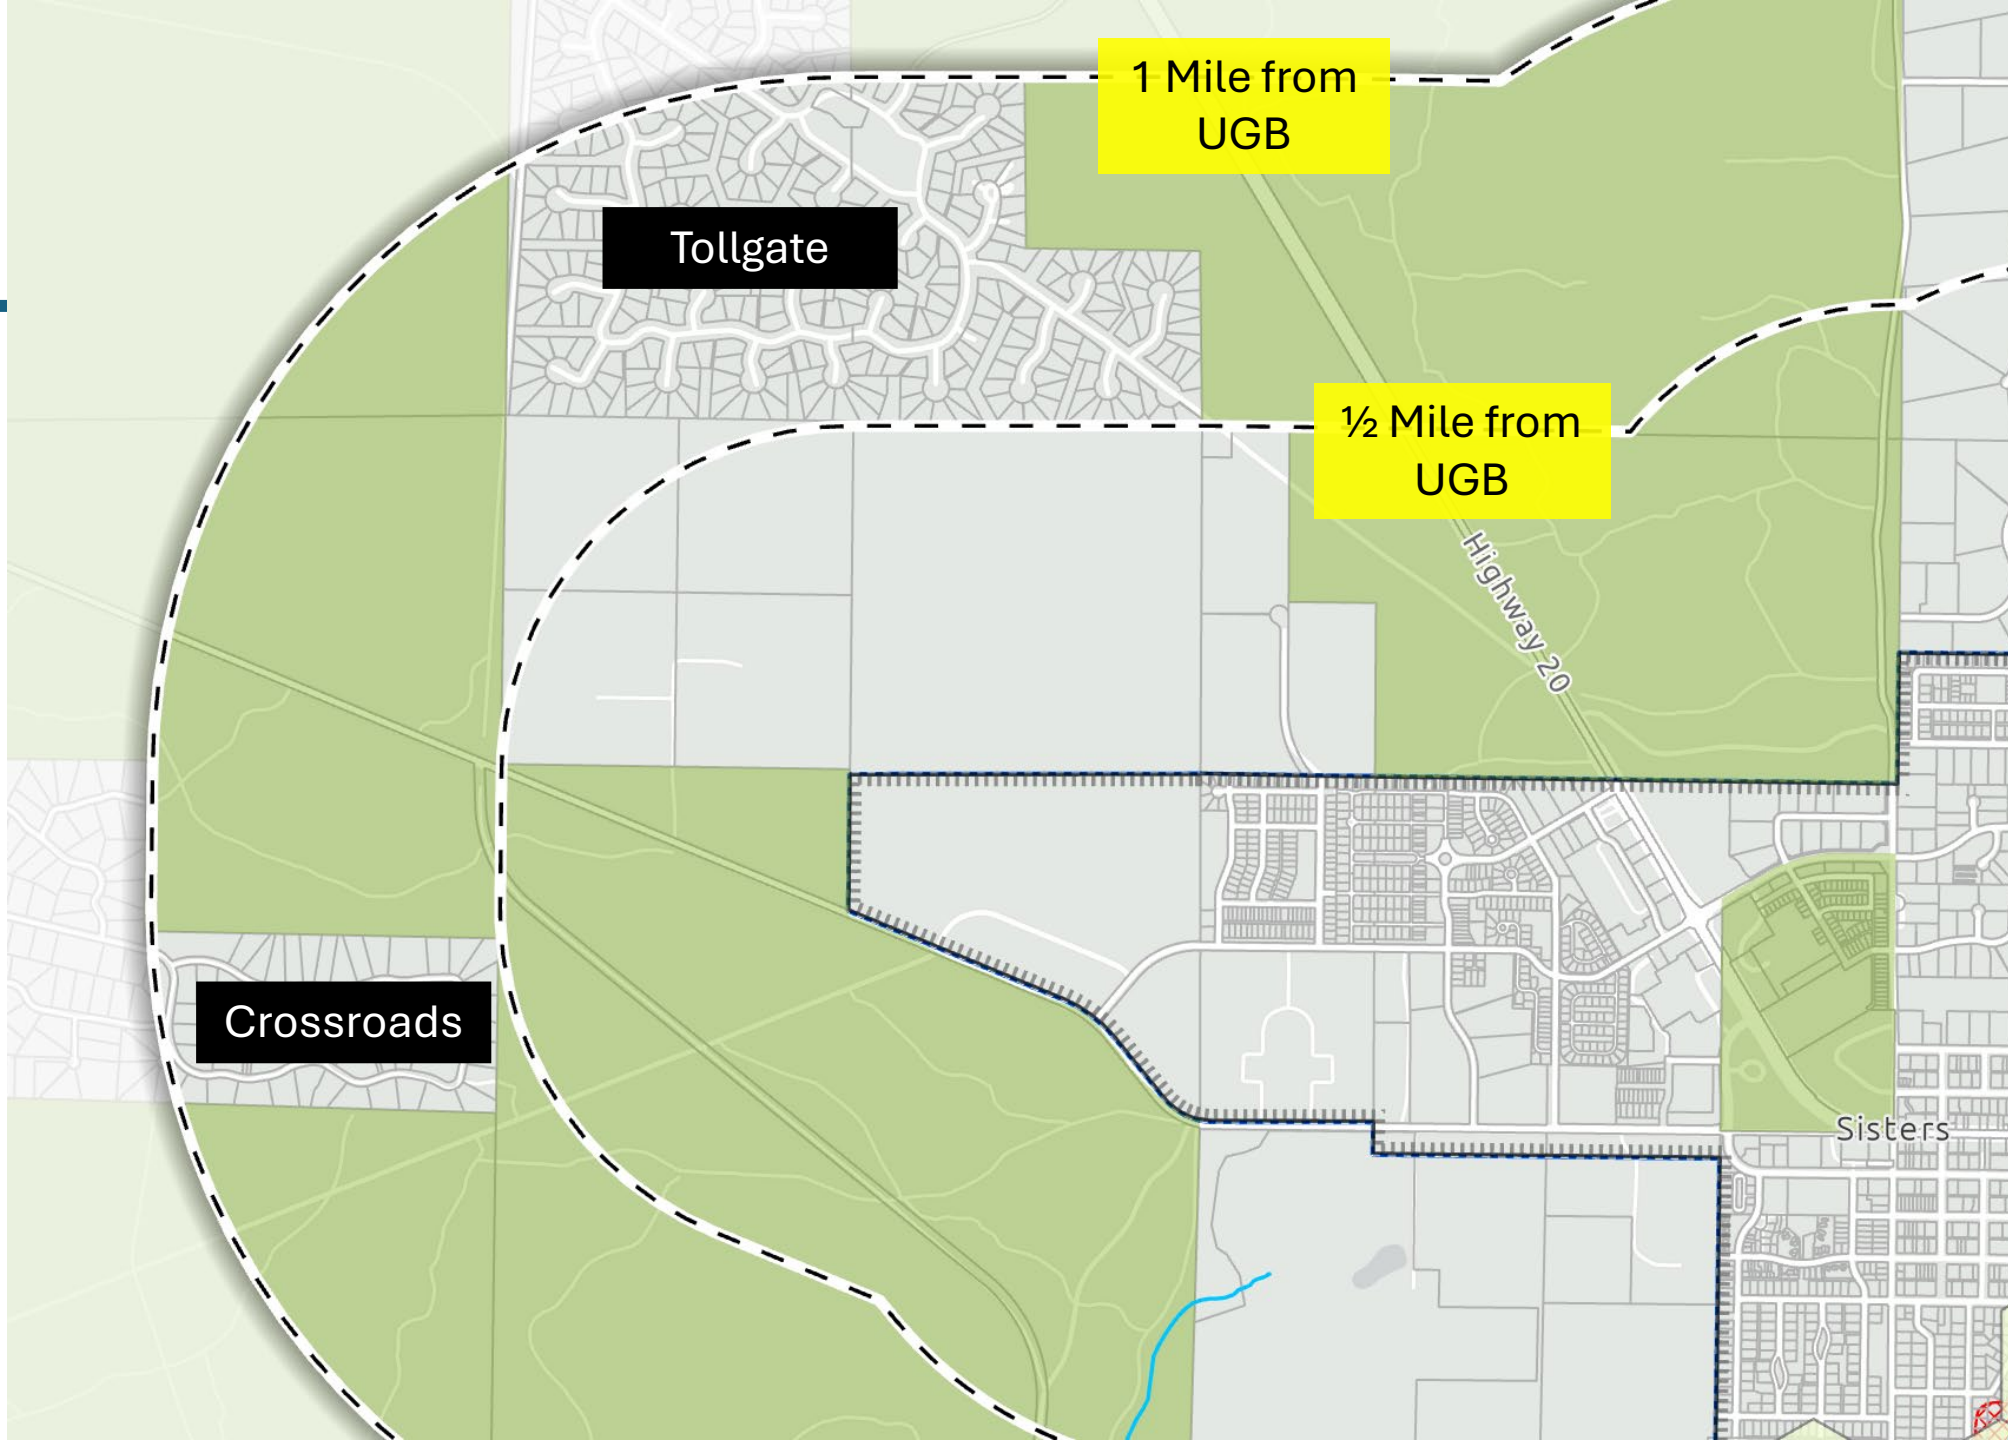 1 Mile from
UGB
Tollgate
½ Mile from
UGB
Highway 20
Crossroads
Sisters